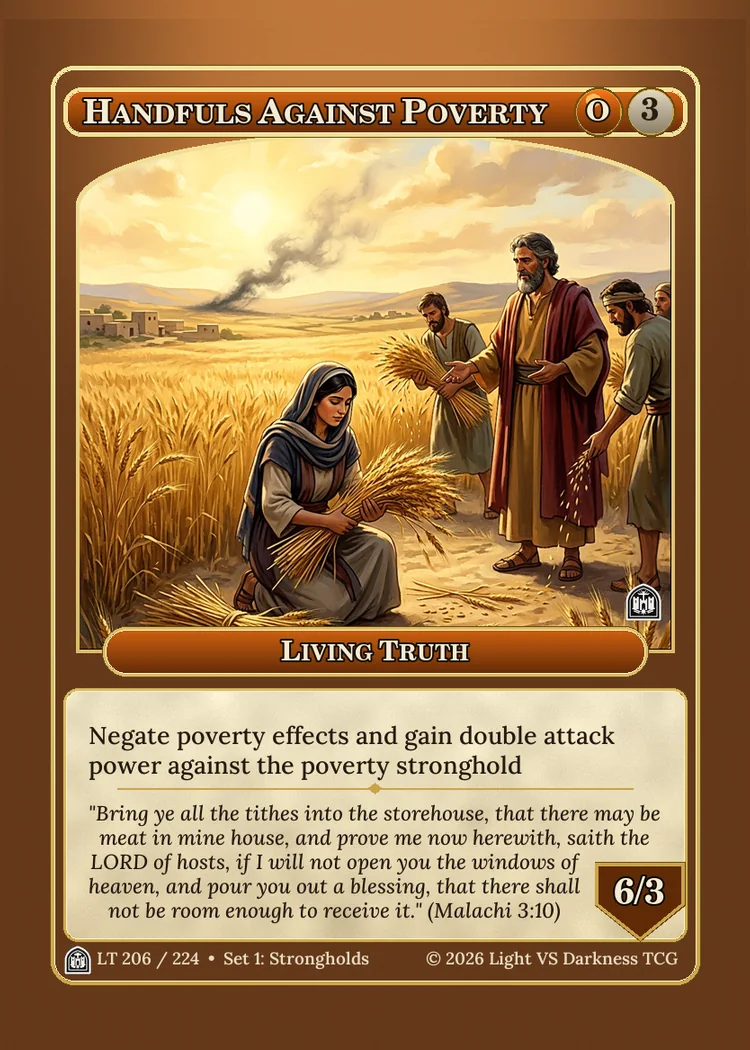 Handfuls Against Poverty O 3
Living Truth
Negate poverty effects and gain double attack
power against the poverty stronghold
"Bring ye all the tithes into the storehouse, that there may be
meat in mine house, and prove me now herewith, saith the
LORD of hosts, if I will not open you the windows of
heaven, and pour you out a blessing, that there shall
not be room enough to receive it." (Malachi 3:10)
6/3
LT 206 / 224 • Set 1: Strongholds © 2026 Light VS Darkness TCG